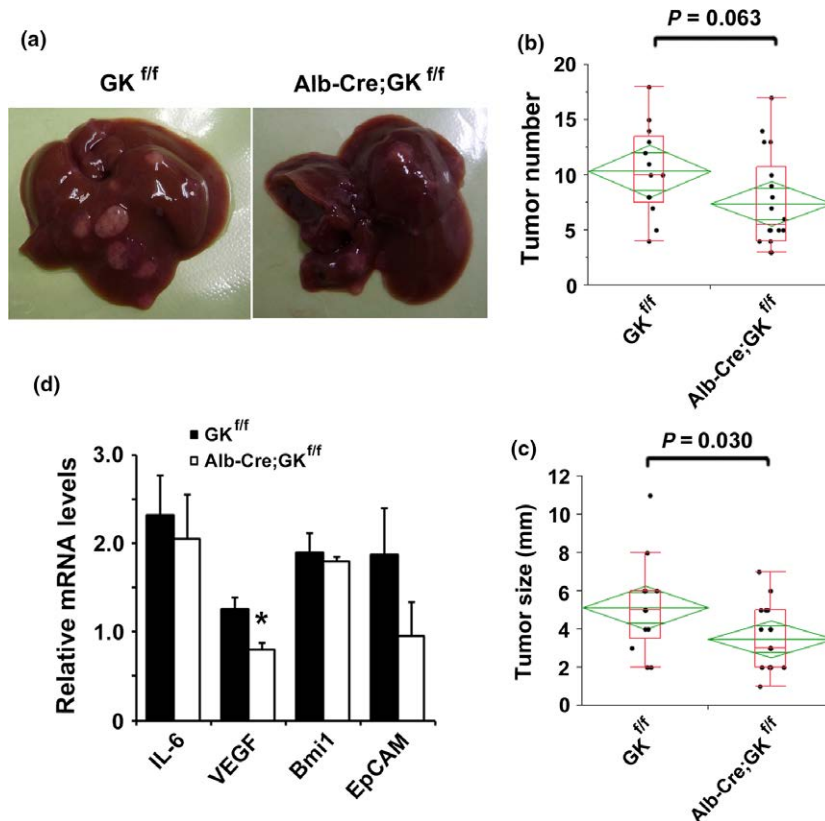 (a)
GK f/f
Alb-Cre;GK f/f
(b)
P = 0.063
Tumor number
20
15
10
5
0
GK f/f
Alb-Cre;GK f/f
(d)
GK f/f
Alb-Cre;GK f/f
Relative mRNA levels
3.0
2.0
1.0
0
*
IL-6
VEGF
Bmi1
EpCAM
(c)
P = 0.030
Tumor size (mm)
12
10
8
6
4
2
0
GK f/f
Alb-Cre;GK f/f